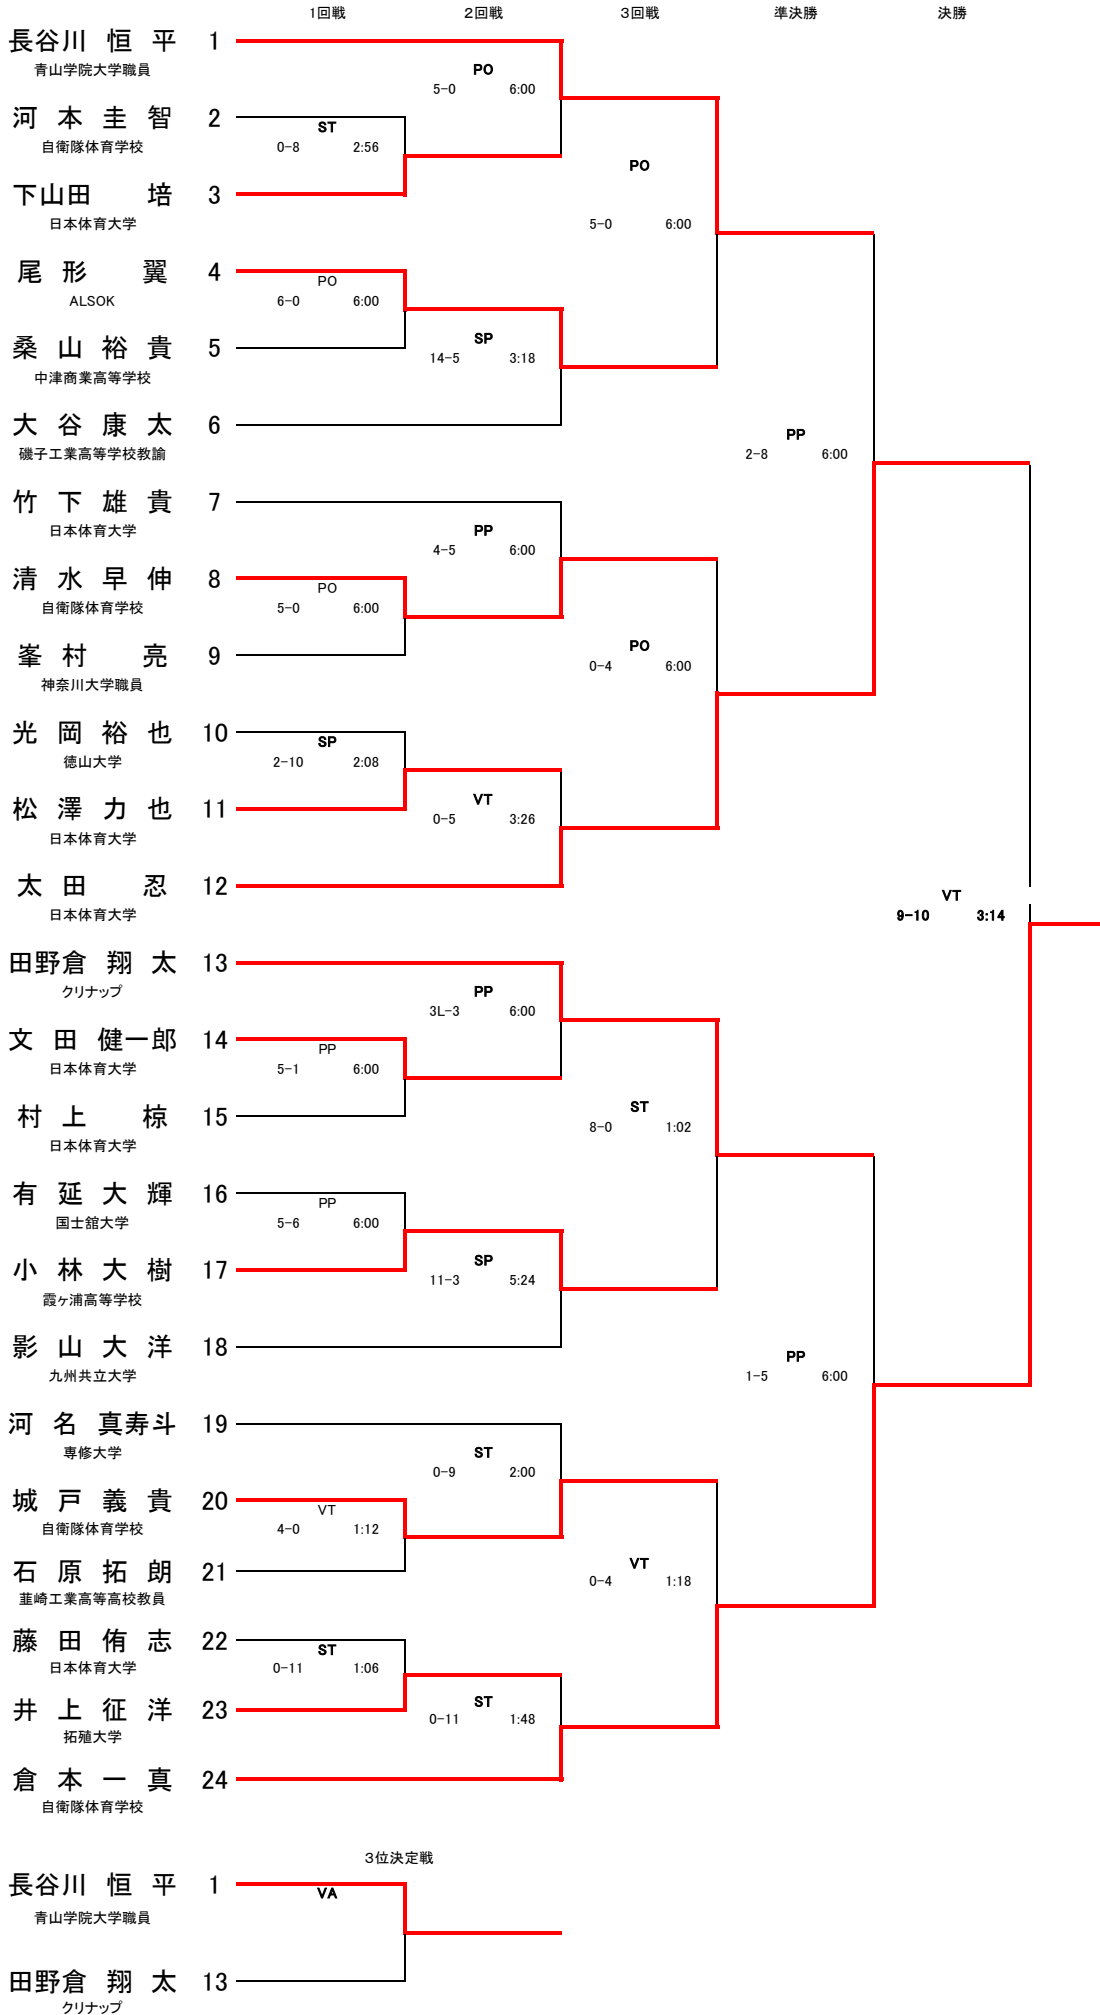 1回戦 2回戦 3回戦 準決勝 決勝
長谷川 恒 平 1
青山学院大学職員
PO
5-0 6:00
河 本 圭 智 2
自衛隊体育学校
ST
0-8 2:56
PO
下山田 培 3
日本体育大学
5-0 6:00
尾 形 翼 4
ALSOK
PO
6-0 6:00
SP
14-5 3:18
桑 山 裕 貴 5
中津商業高等学校
大 谷 康 太 6
磯子工業高等学校教諭
PP
2-8 6:00
竹 下 雄 貴 7
日本体育大学
PP
4-5 6:00
清 水 早 伸 8
自衛隊体育学校
PO
5-0 6:00
PO
0-4 6:00
峯 村 亮 9
神奈川大学職員
光 岡 裕 也 10
徳山大学
SP
2-10 2:08
VT
0-5 3:26
松 澤 力 也 11
日本体育大学
太 田 忍 12
日本体育大学
VT
9-10 3:14
田野倉 翔 太 13
クリナップ
PP
3L-3 6:00
文 田 健一郎 14
日本体育大学
PP
5-1 6:00
ST
8-0 1:02
村 上 椋 15
日本体育大学
有 延 大 輝 16
国士舘大学
PP
5-6 6:00
SP
11-3 5:24
小 林 大 樹 17
霞ヶ浦高等学校
影 山 大 洋 18
九州共立大学
PP
1-5 6:00
河 名 真寿斗 19
専修大学
ST
0-9 2:00
城 戸 義 貴 20
自衛隊体育学校
VT
4-0 1:12
石 原 拓 朗 21
韮崎工業高等高校教員
VT
0-4 1:18
藤 田 侑 志 22
日本体育大学
ST
0-11 1:06
井 上 征 洋 23
拓殖大学
ST
0-11 1:48
倉 本 一 真 24
自衛隊体育学校
3位決定戦
長谷川 恒 平 1
青山学院大学職員
VA
田野倉 翔 太 13
クリナップ